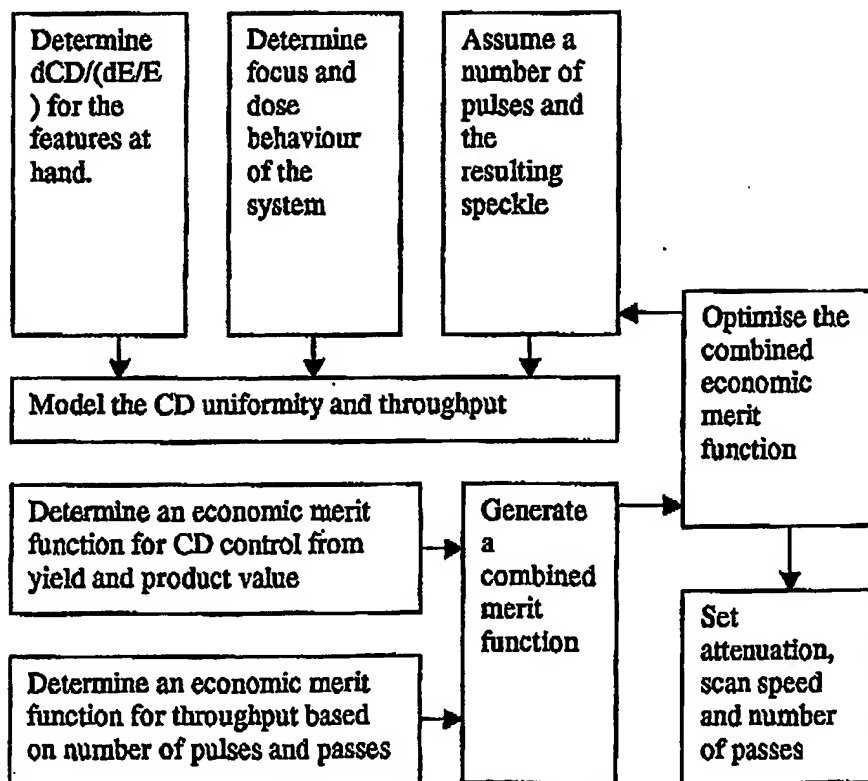 Determine
dCD/(dE/E
) for the
features at
hand.
Determine
focus and
dose
behaviour
of the
system
Assume a
number of
pulses and
the
resulting
speckle
Model the CD uniformity and throughput
Optimise the
combined
economic
merit
function
Determine an economic merit
function for CD control from
yield and product value
Generate
a
combined
merit
function
Determine an economic merit
function for throughput based
on number of pulses and passes
Set
attenuation,
scan speed
and number
of passes